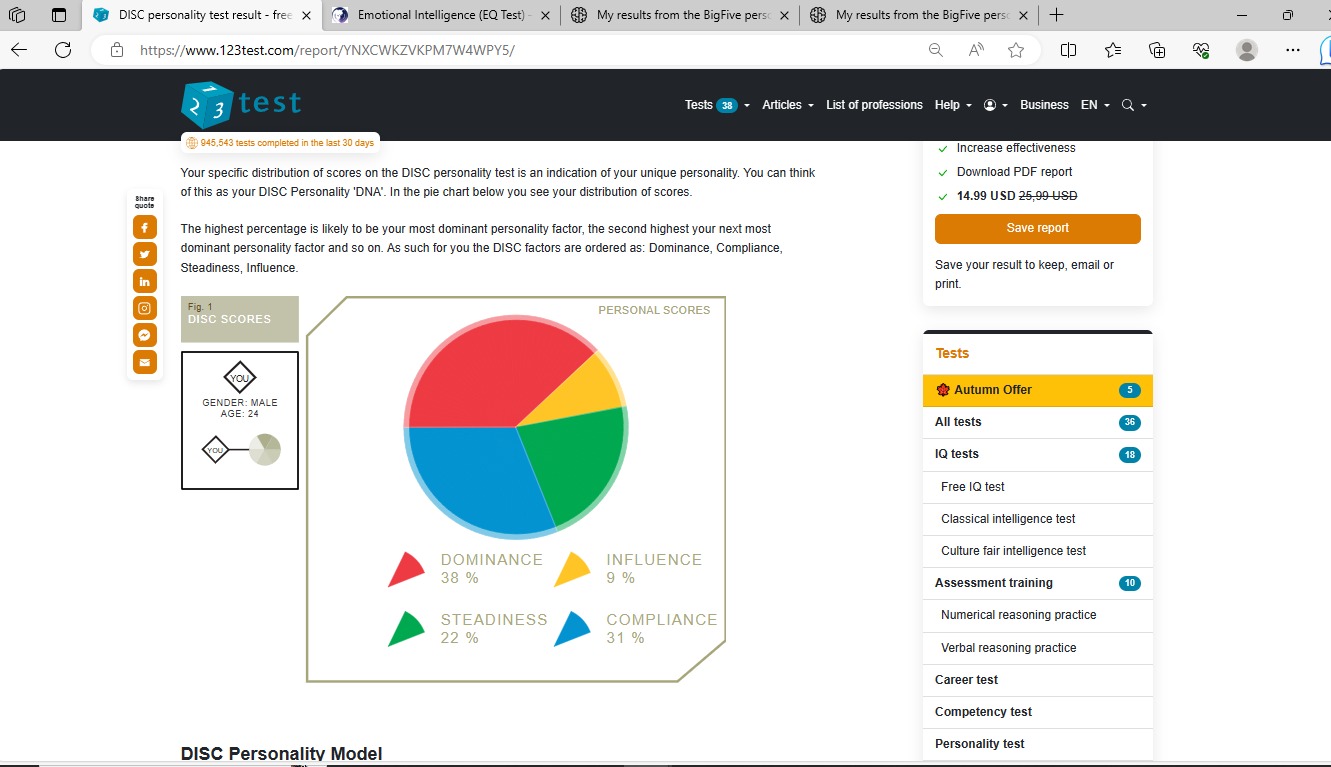 DISC personality test result - free
Emotional Intelligence (EQ Test) -
My results from the BigFive perso
My results from the BigFive perso
https://www.123test.com/report/YNXCWKZVKPM7W4WPY5/
123 test
Tests 38
Articles
List of professions
Help
Business
EN
945,543 tests completed in the last 30 days
Your specific distribution of scores on the DISC personality test is an indication of your unique personality. You can think
of this as your DISC Personality 'DNA'. In the pie chart below you see your distribution of scores.
The highest percentage is likely to be your most dominant personality factor, the second highest your next most
dominant personality factor and so on. As such for you the DISC factors are ordered as: Dominance, Compliance,
Steadiness, Influence.
Share
quote
Fig. 1
DISC SCORES
YOU
GENDER: MALE
AGE: 24
YOU
PERSONAL SCORES
DOMINANCE
38 %
INFLUENCE
9 %
STEADINESS
22 %
COMPLIANCE
31 %
DISC Personality Model
Increase effectiveness
Download PDF report
14.99 USD 25,99 USD
Save report
Save your result to keep, email or
print.
Tests
Autumn Offer 5
All tests 36
IQ tests 18
Free IQ test
Classical intelligence test
Culture fair intelligence test
Assessment training 10
Numerical reasoning practice
Verbal reasoning practice
Career test
Competency test
Personality test